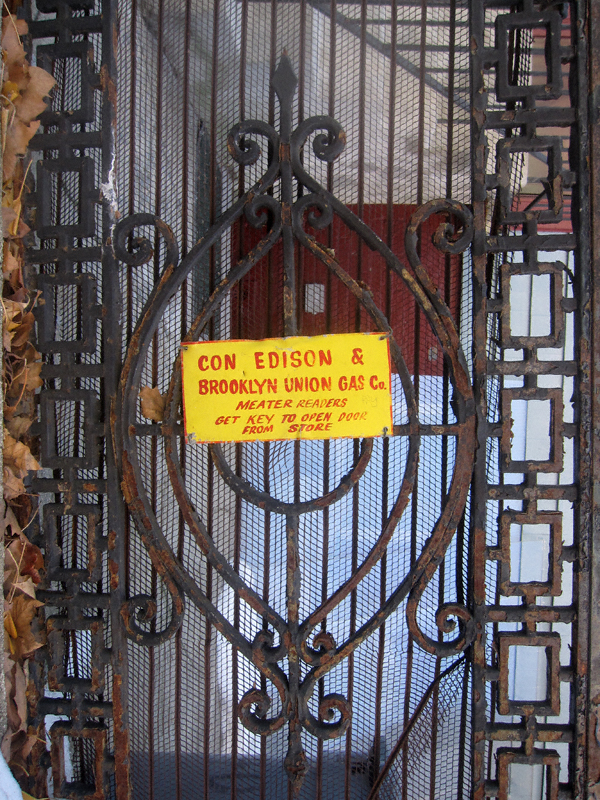 CON EDISON &
BROOKLYN UNION GAS Co.
MEATER READERS
GET KEY TO OPEN DOOR
FROM STORE